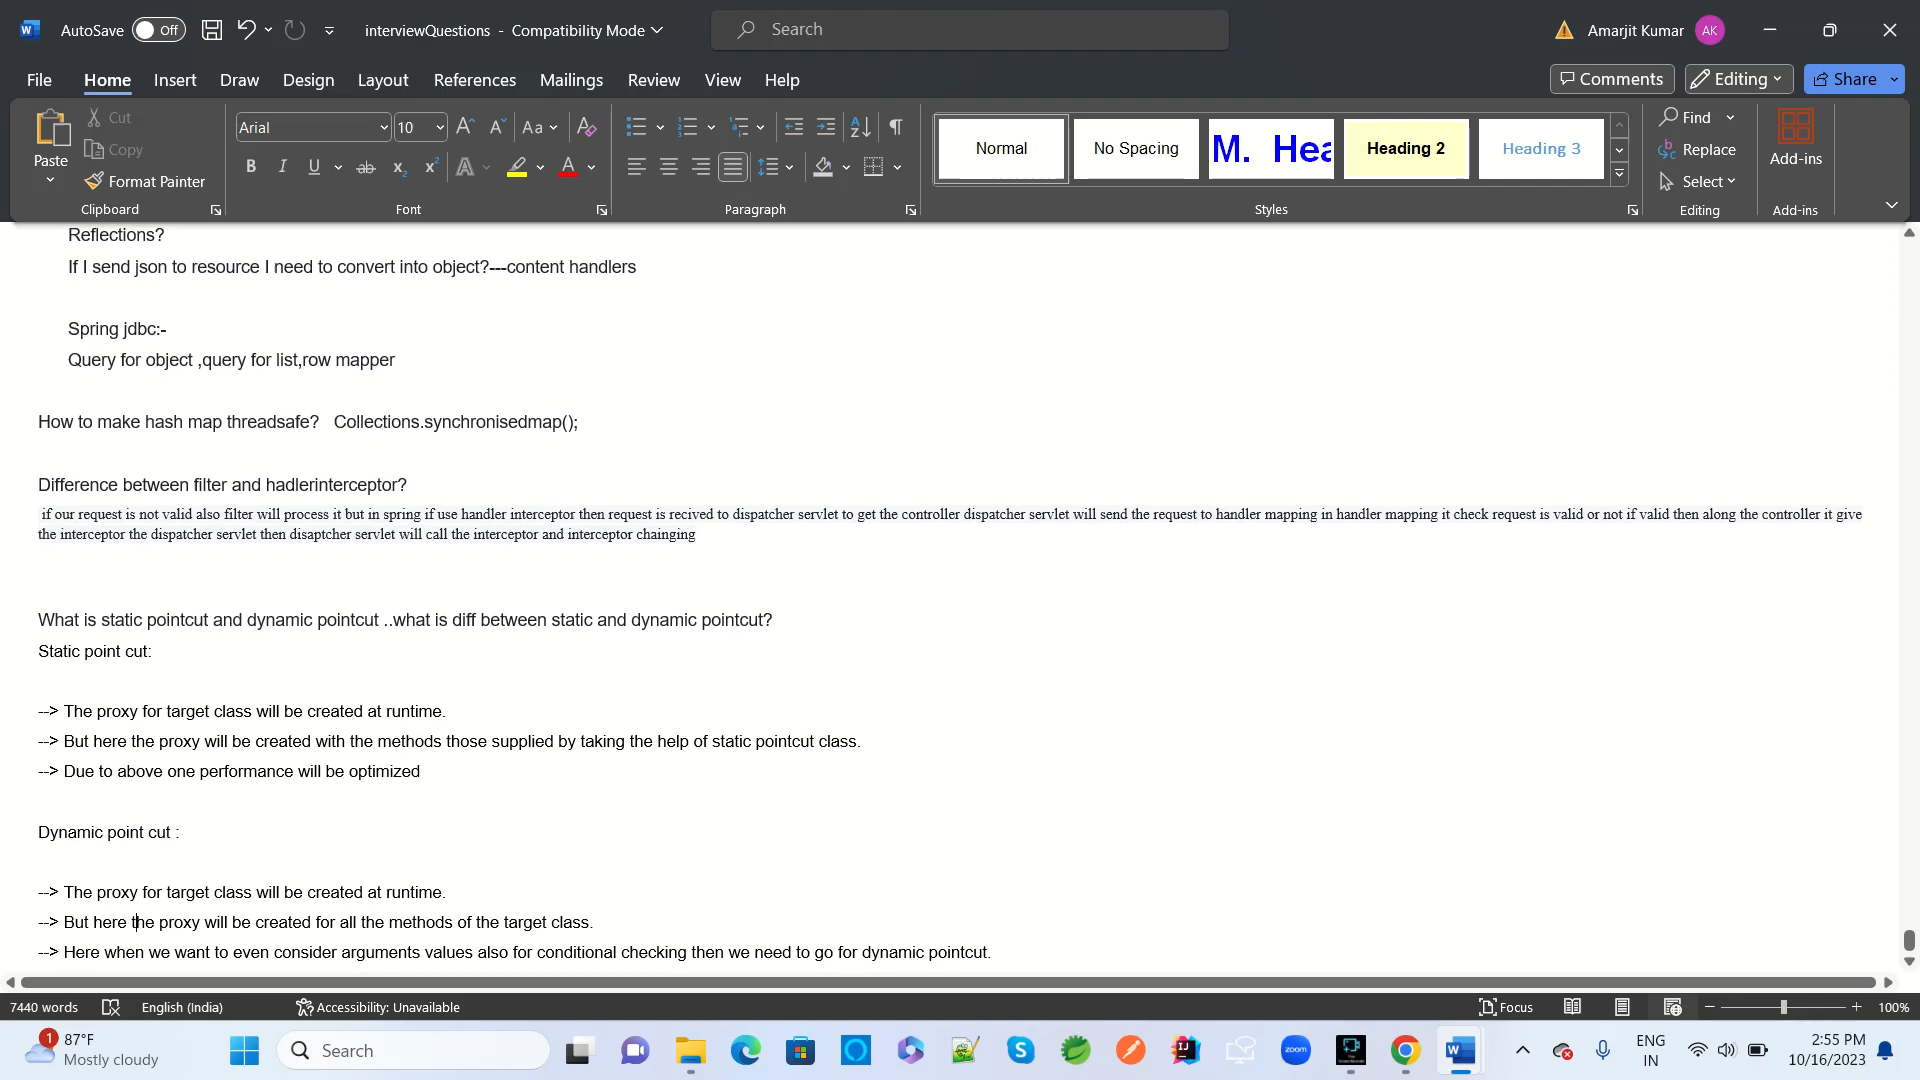 AutoSave Off interviewQuestions - Compatibility Mode Search Amarjit Kumar AK
File Home Insert Draw Design Layout References Mailings Review View Help Comments Editing Share
Paste Cut Copy Format Painter
Arial 10 Aa
B I U ab x₂ x² A A
Normal No Spacing M. Hea Heading 2 Heading 3
Find Replace Select Add-ins
Clipboard Font Paragraph Styles Editing Add-ins
Reflections?
If I send json to resource I need to convert into object?---content handlers
Spring jdbc:-
Query for object ,query for list,row mapper
How to make hash map threadsafe? Collections.synchronisedmap();
Difference between filter and hadlerinterceptor?
if our request is not valid also filter will process it but in spring if use handler interceptor then request is recived to dispatcher servlet to get the controller dispatcher servlet will send the request to handler mapping in handler mapping it check request is valid or not if valid then along the controller it give
the interceptor the dispatcher servlet then disaptcher servlet will call the interceptor and interceptor chainging
What is static pointcut and dynamic pointcut ..what is diff between static and dynamic pointcut?
Static point cut:
--> The proxy for target class will be created at runtime.
--> But here the proxy will be created with the methods those supplied by taking the help of static pointcut class.
--> Due to above one performance will be optimized
Dynamic point cut :
--> The proxy for target class will be created at runtime.
--> But here the proxy will be created for all the methods of the target class.
--> Here when we want to even consider arguments values also for conditional checking then we need to go for dynamic pointcut.
7440 words English (India) Accessibility: Unavailable Focus 100%
1 87°F
Mostly cloudy
Search
zoom
ENG
IN
2:55 PM
10/16/2023